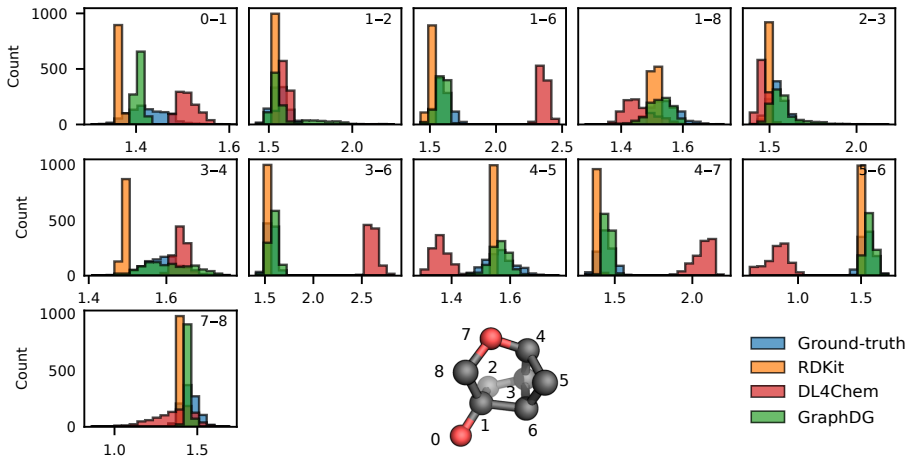 0−1 1−2 1−6 1−8 2−3
Count 0 500 1000
1.4 1.6 1.5 2.0 1.5 2.0 2.5 1.4 1.6 1.5 2.0
3−4 3−6 4−5 4−7 5−6
Count 0 500 1000
1.4 1.6 1.5 2.0 2.5 1.4 1.6 1.5 2.0 1.0 1.5
7−8
Count 0 500 1000
1.0 1.5
7 4
8 2 3 5
0 1 6
Ground-truth
RDKit
DL4Chem
GraphDG